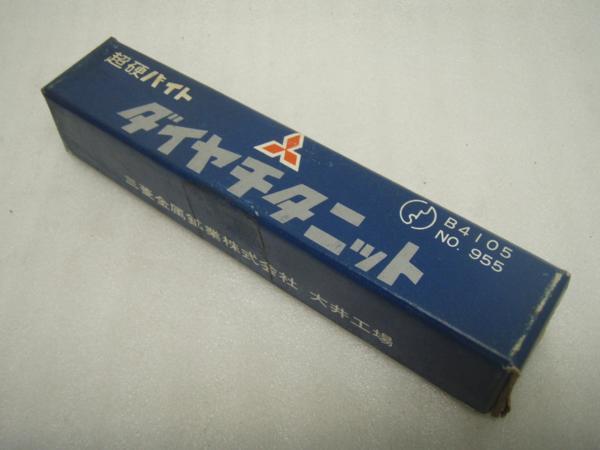 超硬バイト
ダイヤチタニット
B4105
NO. 955
三菱金属鉱業株式会社 大井工場